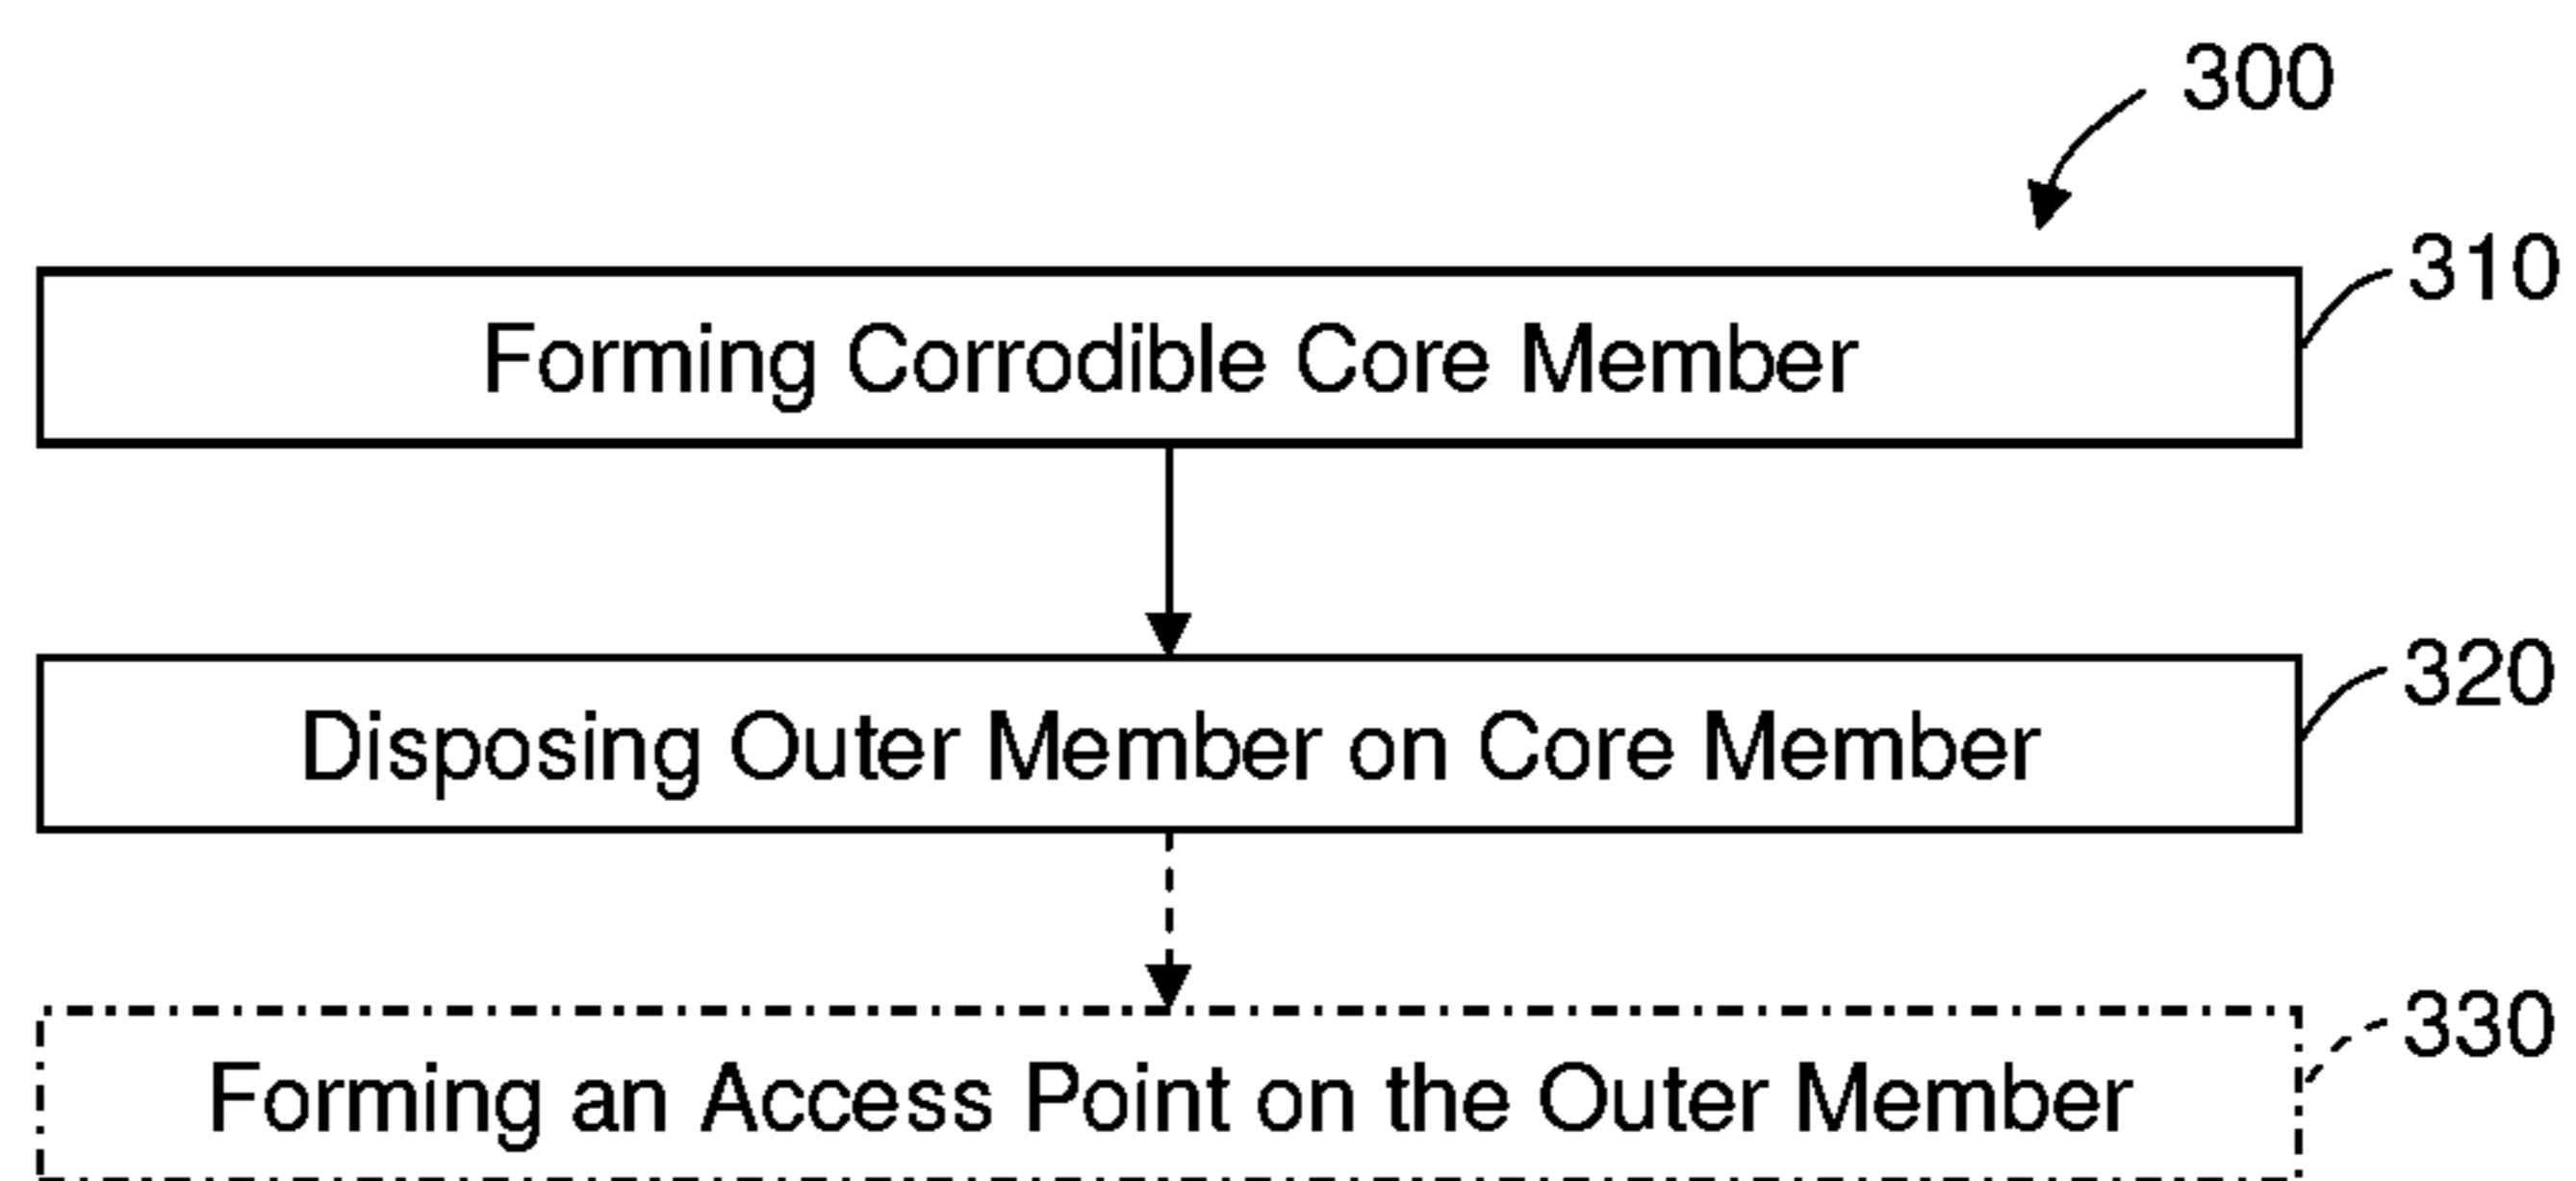 300
310
Forming Corrodible Core Member
320
Disposing Outer Member on Core Member
330
Forming an Access Point on the Outer Member